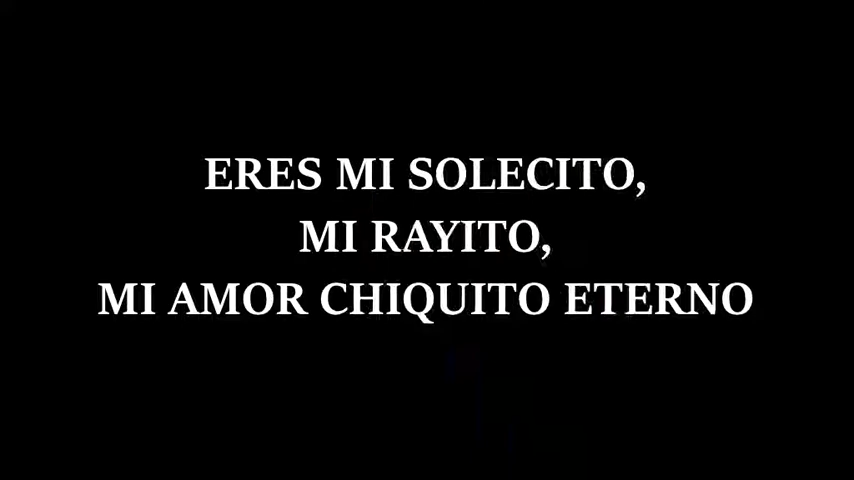 ERES MI SOLECITO,
MI RAYITO,
MI AMOR CHIQUITO ETERNO